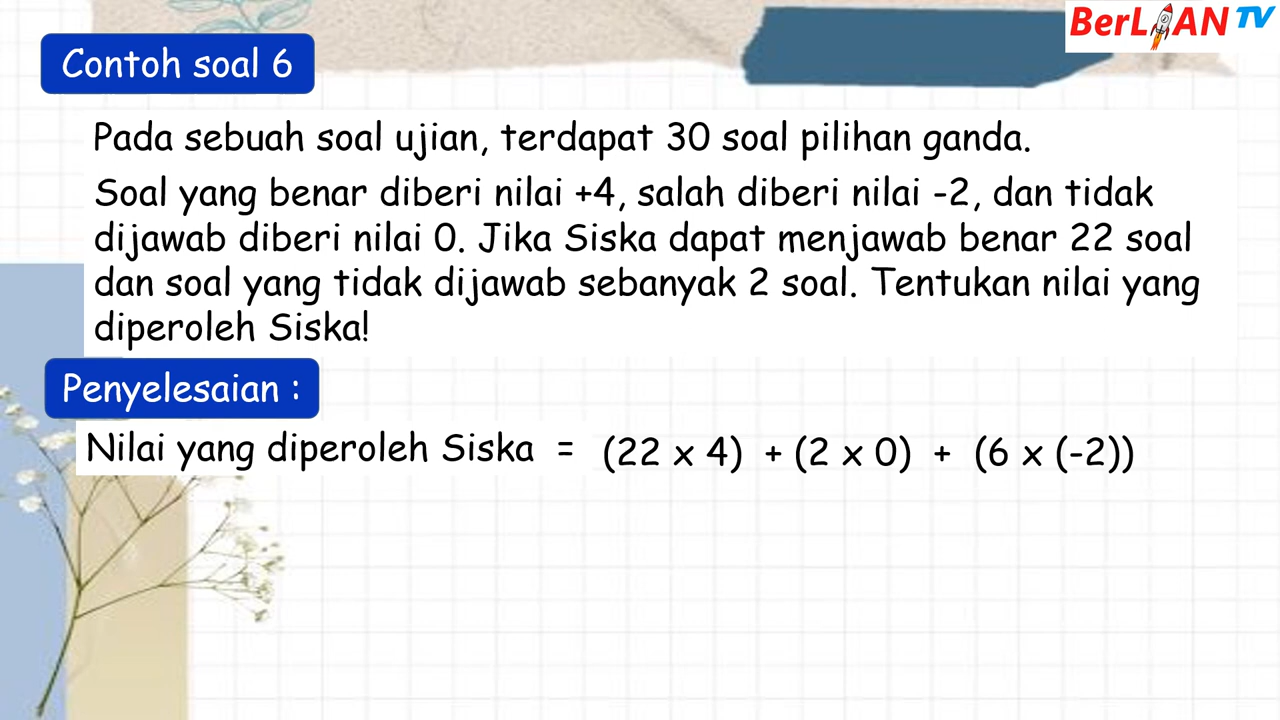 BerLIAN TV
Contoh soal 6
Pada sebuah soal ujian, terdapat 30 soal pilihan ganda.
Soal yang benar diberi nilai +4, salah diberi nilai -2, dan tidak
dijawab diberi nilai 0. Jika Siska dapat menjawab benar 22 soal
dan soal yang tidak dijawab sebanyak 2 soal. Tentukan nilai yang
diperoleh Siska!
Penyelesaian :
Nilai yang diperoleh Siska = (22 x 4) + (2 x 0) + (6 x (-2))